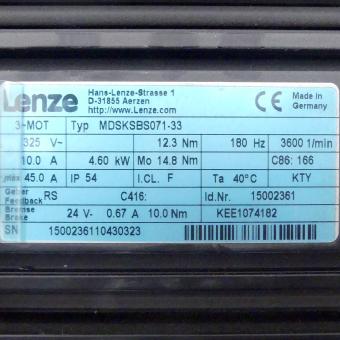 Lenze
Hans-Lenze-Strasse 1
D-31855 Aerzen
http://www.Lenze.com
CE
Made in
Germany
3~MOT Typ MDSKSBS071-33
325 V~ 12.3 Nm 180 Hz 3600 1/min
10.0 A 4.60 kW Mo 14.8 Nm C86: 166
max 45.0 A IP 54 I.CL. F Ta 40°C KTY
Geber
Feedback RS C416: Id.Nr. 15002361
Bremse
Brake 24 V- 0.67 A 10.0 Nm KEE1074182
SN 1500236110430323